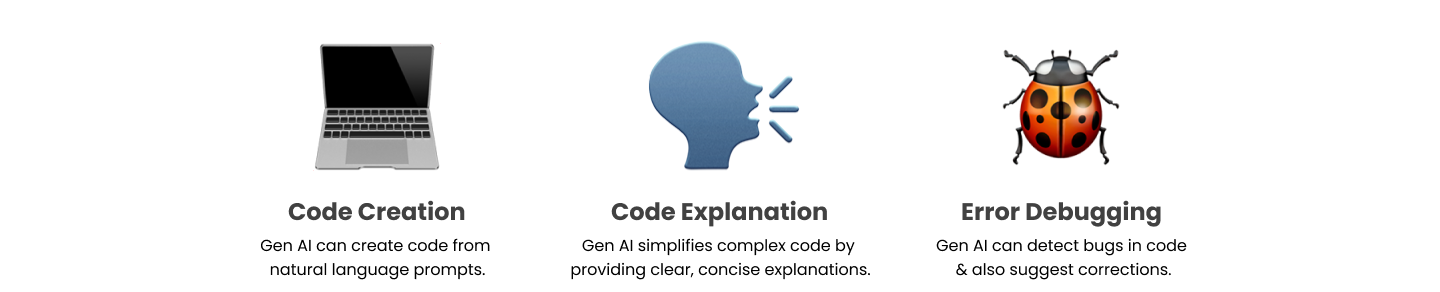 Code Creation
Gen AI can create code from
natural language prompts.
Code Explanation
Gen AI simplifies complex code by
providing clear, concise explanations.
Error Debugging
Gen AI can detect bugs in code
& also suggest corrections.